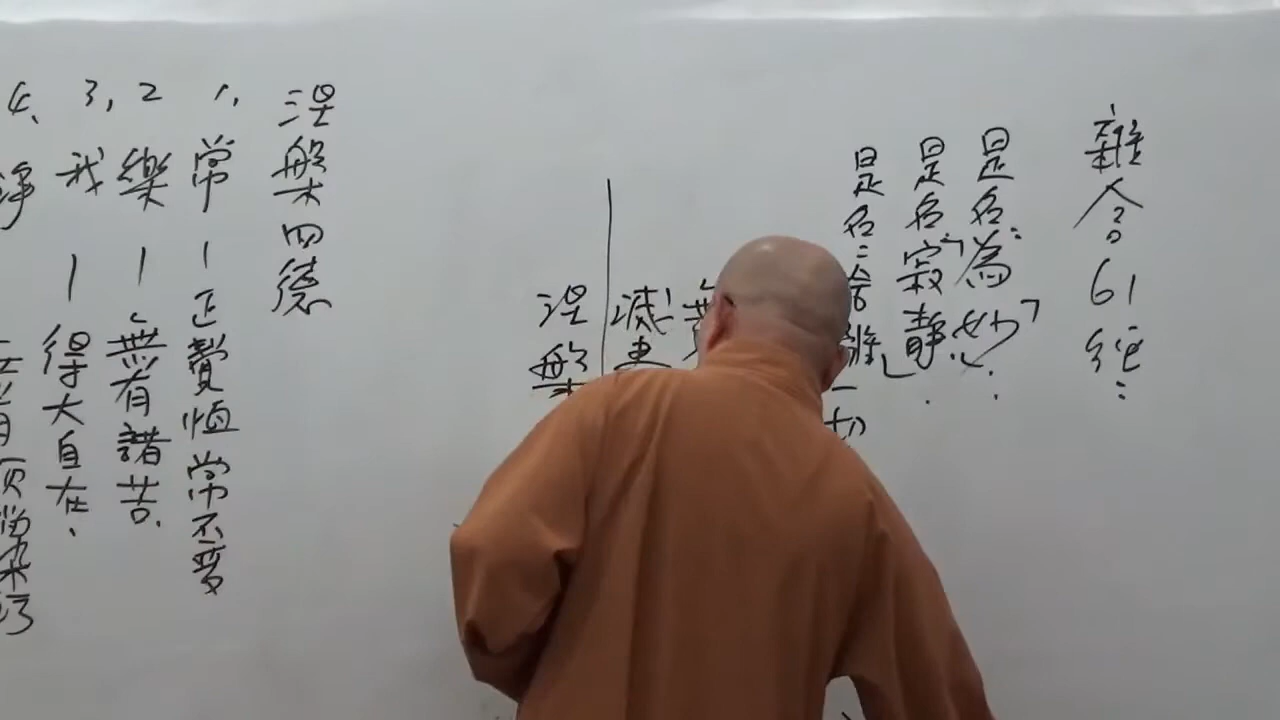 雜含61經：
是名為「妙」.
是名「寂靜」.
是名：捨離一切
滅盡
涅槃
涅槃四德
1、常—正覺恒常不變
2 樂—無有諸苦.
3,我—得大自在.
4、淨